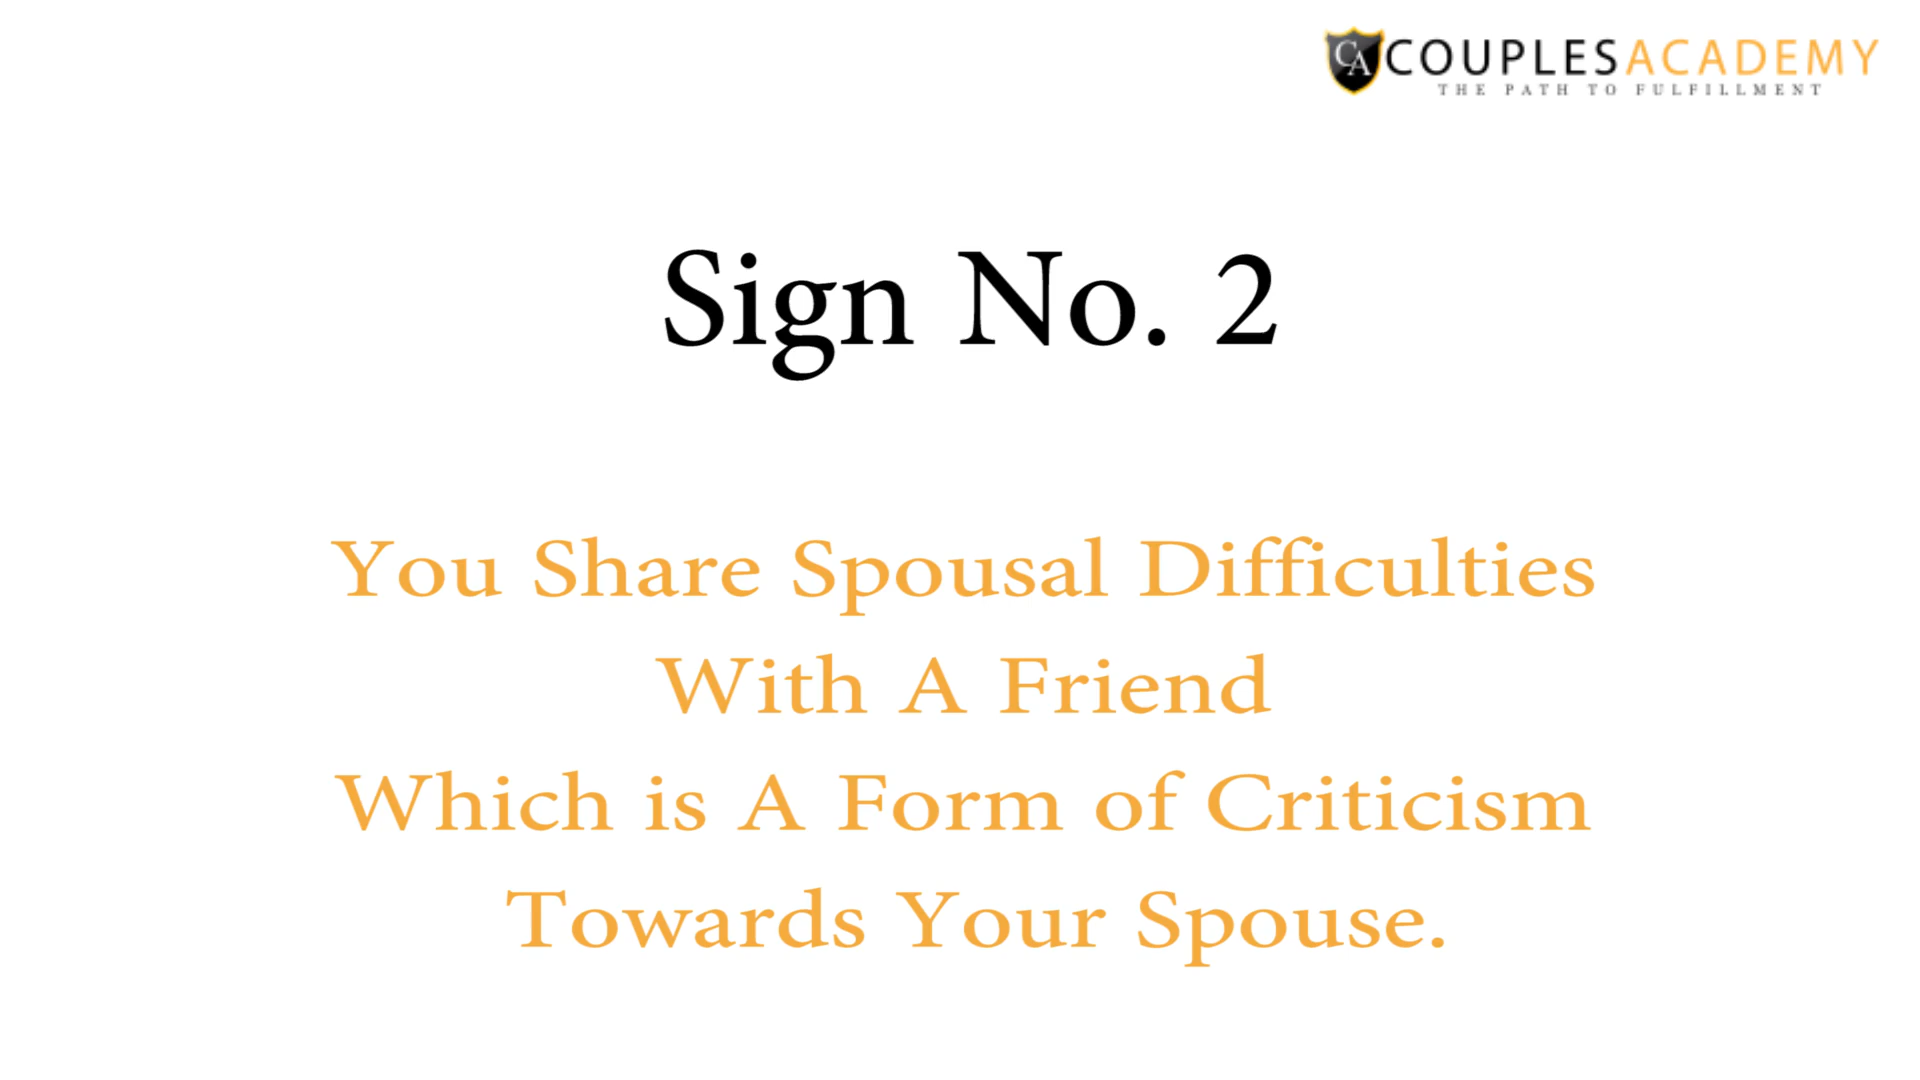 CA COUPLESACADEMY
THE PATH TO FULFILLMENT
Sign No. 2
You Share Spousal Difficulties
With A Friend
Which is A Form of Criticism
Towards Your Spouse.